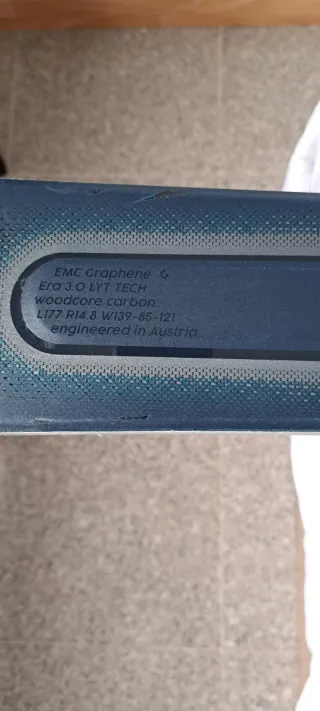 EMC Graphene G
Era 3.0 LYT TECH
woodcore carbon
L177 R14.8 W139-85-121
engineered in Austria